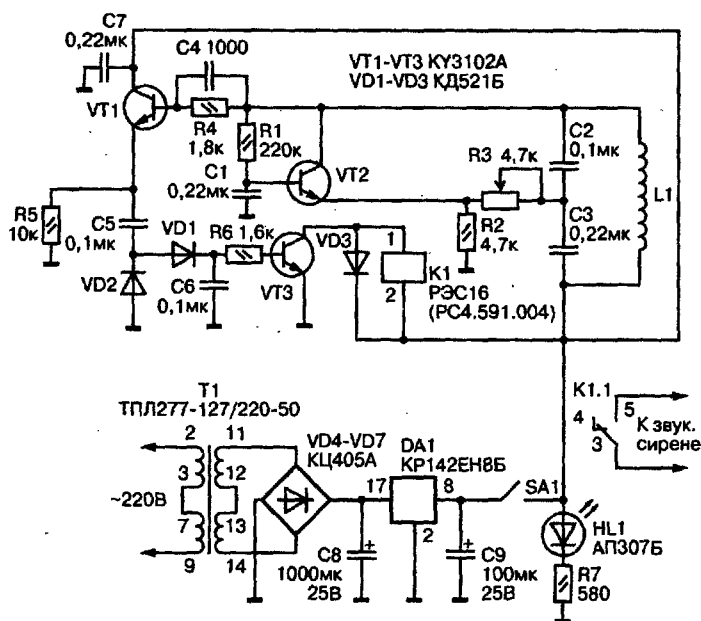 C7
0,22мк
C4 1000
VT1-VT3 KY3102A
VD1-VD3 КД521Б
VT1
R4
1,8к
R1
220к
C1
0,22мк
VT2
R3 4,7к
C2
0,1мк
L1
R5
10к
C5
0,1мк
VD1
R6 1,6к
VD3
R2
4,7к
C3
0,22мк
VD2
C6
0,1мк
VT3
1
2
K1
РЭС16
(РС4.591.004)
T1
ТПЛ277-127/220-50
2
11
3
12
~220В
7
13
9
14
VD4-VD7
КЦ405А
DA1
КР142ЕН8Б
17
8
2
SA1
C8
1000мк
25В
+
C9
100мк
25В
+
K1.1
4
5
3
К звук.
сирене
HL1
АП307Б
R7
580